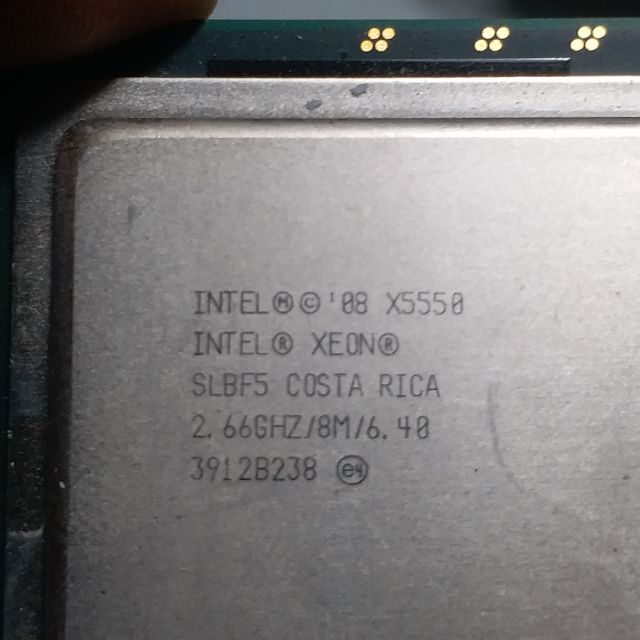 INTEL Ⓜ © '08 X5550
INTEL® XEON®
SLBF5 COSTA RICA
2.66GHZ/8M/6.40
3912B238 e4